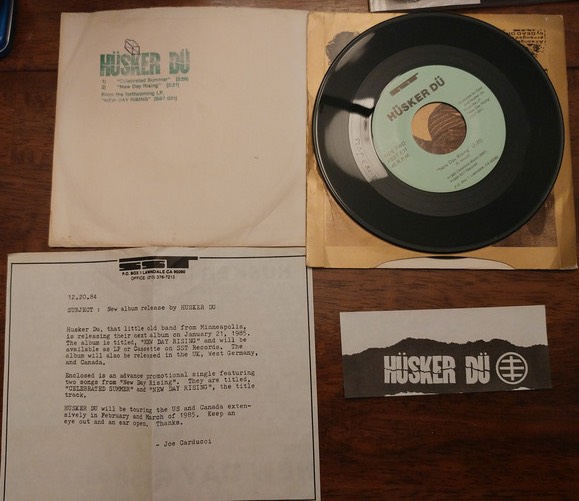 HÜSKER DÜ
1) "Celebrated Summer"
2) "New Day Rising"
From the forthcoming LP,
"NEW DAY RISING"
SST
HÜSKER DÜ
"New Day Rising"
SST
P.O. BOX 1 LAWNDALE CA 90260
OFFICE (213) 376-7213
12.20.84
SUBJECT : New album release by HUSKER DU
Husker Du, that little old band from Minneapolis,
is releasing their next album on January 21, 1985.
The album is titled, "NEW DAY RISING" and will be
available as LP or Cassette on SST Records. The
album will also be released in the UK, West Germany,
and Canada.
Enclosed is an advance promotional single featuring
two songs from "New Day Rising". They are titled,
"CELEBRATED SUMMER" and "NEW DAY RISING", the title
track.
HUSKER DU will be touring the US and Canada exten-
sively in February and March of 1985. Keep an
eye out and an ear open. Thanks.
- Joe Carducci
HÜSKER DÜ